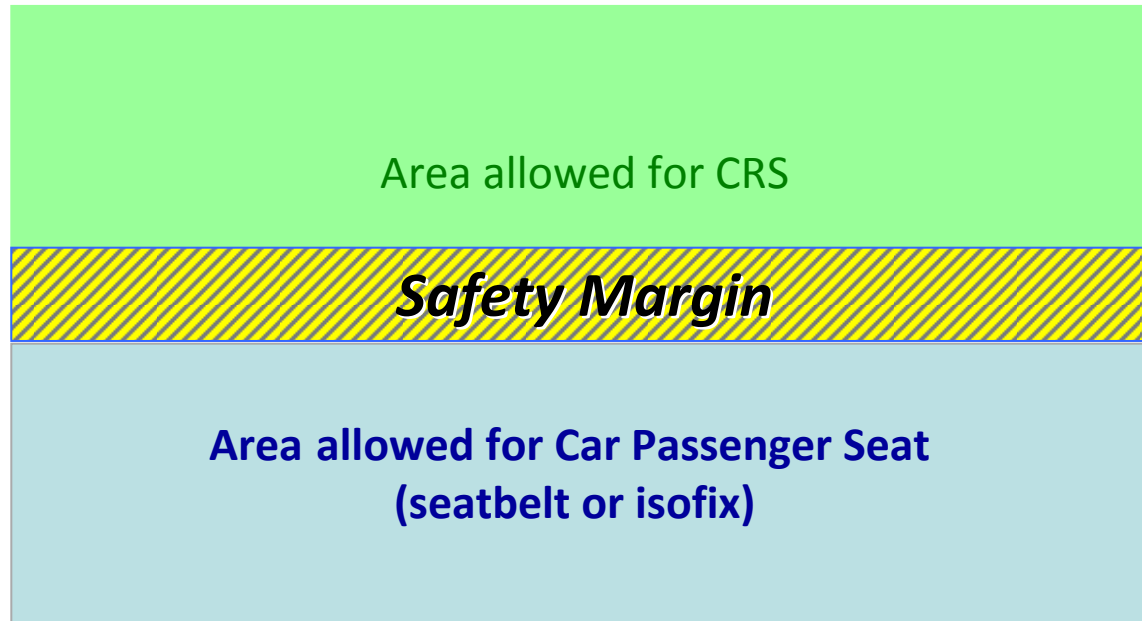 Area allowed for CRS
Safety Margin
Area allowed for Car Passenger Seat
(seatbelt or isofix)